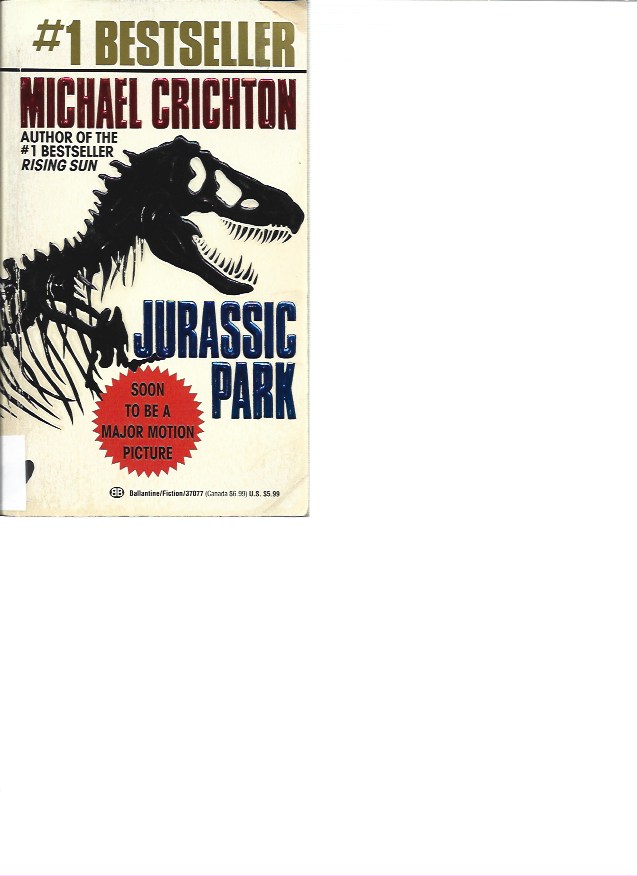 #1 BESTSELLER
MICHAEL CRICHTON
AUTHOR OF THE
#1 BESTSELLER
RISING SUN
JURASSIC
PARK
SOON
TO BE A
MAJOR MOTION
PICTURE
BB Ballantine/Fiction/37077 (Canada $6.99) U.S. $5.99